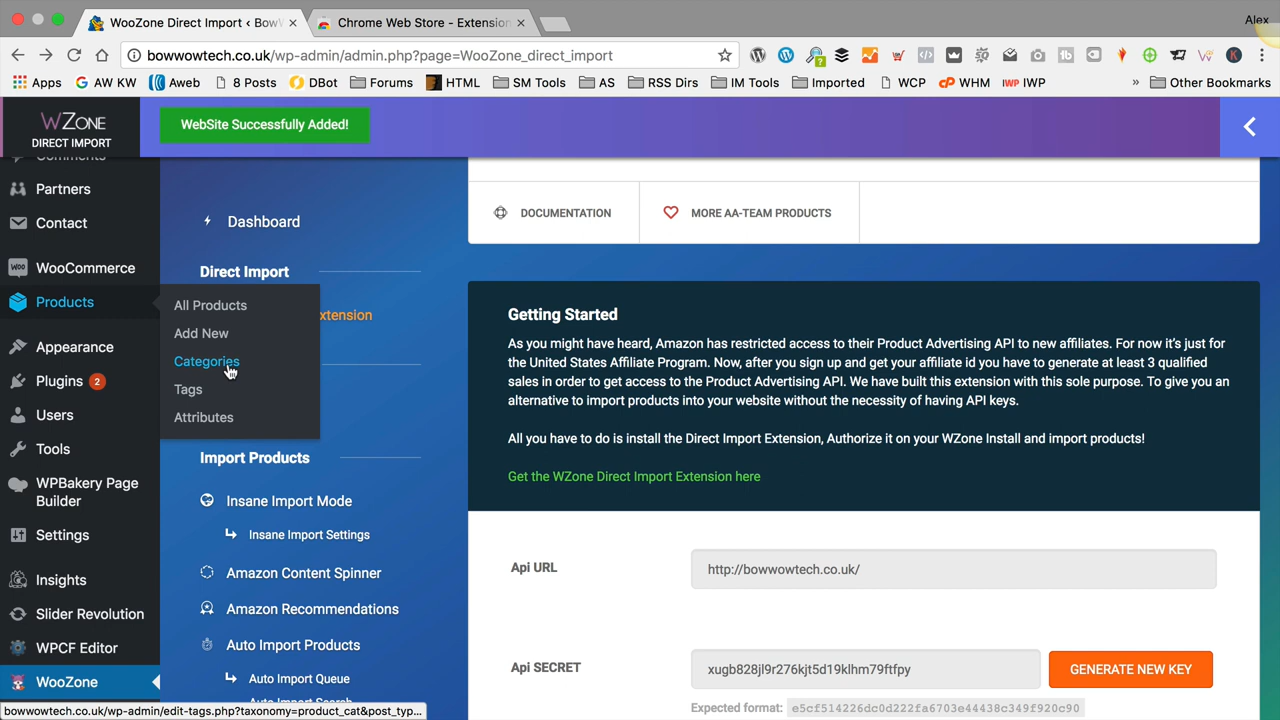 WooZone Direct Import ‹ BowW
Chrome Web Store - Extension
Alex
bowwowtech.co.uk/wp-admin/admin.php?page=WooZone_direct_import
Apps
AW KW
Aweb
8 Posts
DBot
Forums
HTML
SM Tools
AS
RSS Dirs
IM Tools
Imported
WCP
WHM
IWP
»
Other Bookmarks
WZONE
DIRECT IMPORT
WebSite Successfully Added!
Comments
Partners
Contact
WooCommerce
Products
Appearance
Plugins 2
Users
Tools
WPBakery Page
Builder
Settings
Insights
Slider Revolution
WPCF Editor
WooZone
All Products
Add New
Categories
Tags
Attributes
Dashboard
Direct Import
xtension
Import Products
Insane Import Mode
Insane Import Settings
Amazon Content Spinner
Amazon Recommendations
Auto Import Products
Auto Import Queue
Auto Import Search
DOCUMENTATION
MORE AA-TEAM PRODUCTS
Getting Started
As you might have heard, Amazon has restricted access to their Product Advertising API to new affiliates. For now it's just for
the United States Affiliate Program. Now, after you sign up and get your affiliate id you have to generate at least 3 qualified
sales in order to get access to the Product Advertising API. We have built this extension with this sole purpose. To give you an
alternative to import products into your website without the necessity of having API keys.
All you have to do is install the Direct Import Extension, Authorize it on your WZone Install and import products!
Get the WZone Direct Import Extension here
Api URL
http://bowwowtech.co.uk/
Api SECRET
xugb828jl9r276kjt5d19klhm79ftfpy
GENERATE NEW KEY
Expected format: e5cf514226dc0d222fa6703e44438c349f920c90
bowwowtech.co.uk/wp-admin/edit-tags.php?taxonomy=product_cat&post_typ...